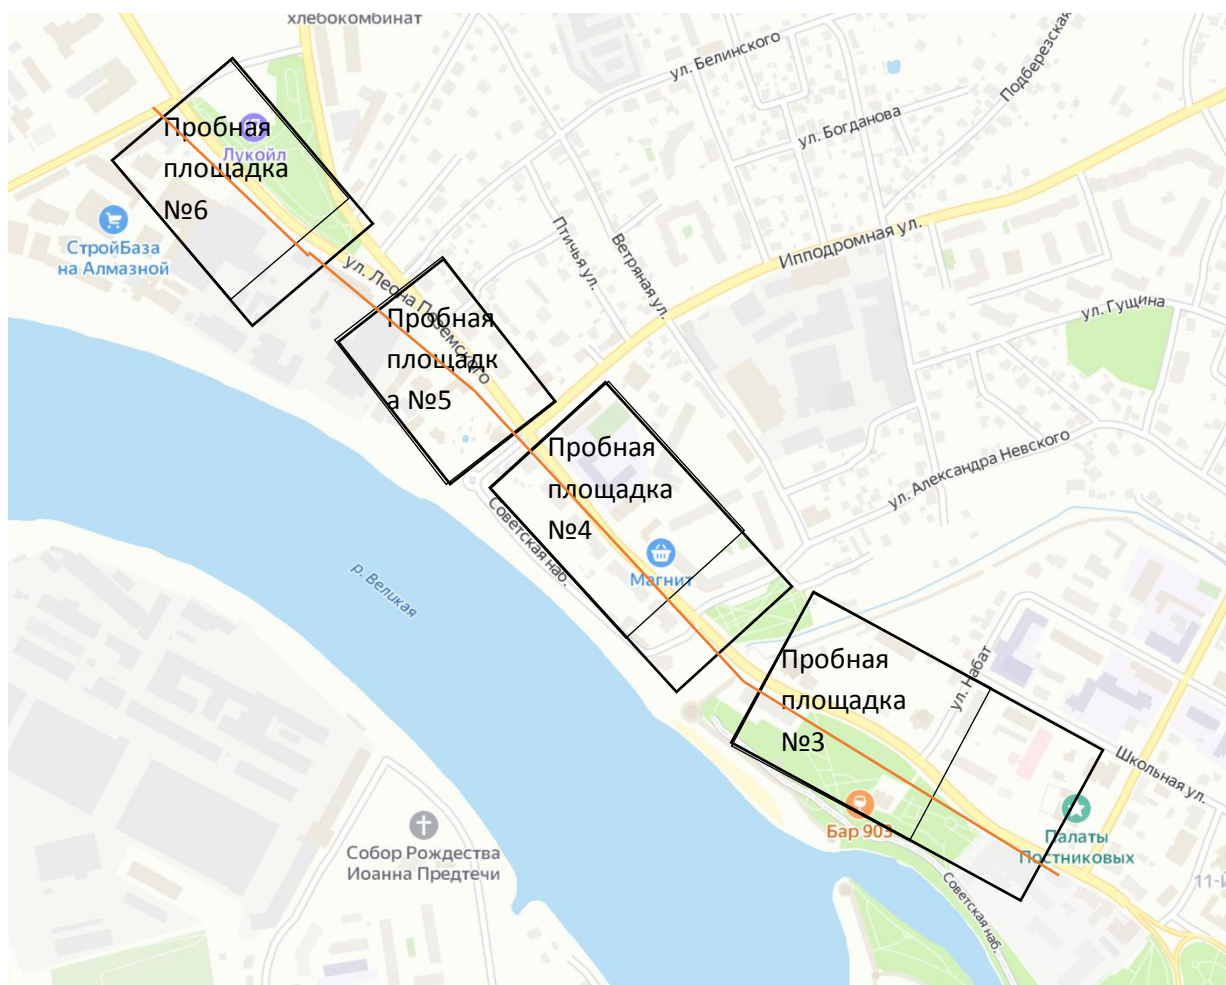 хлебокомбинат
ул. Белинского
Подберезская
ул. Богданова
Пробная
площадка
№6
Лукойл
СтройБаза
на Алмазной
Птичья ул.
Ветряная ул.
Ипподромная ул.
ул. Леона Поземского
ул. Гущина
Пробная
площадк
а №5
Пробная
площадка
№4
ул. Александра Невского
Советская наб.
Магнит
р. Великая
Пробная
площадка
№3
ул. Набат
Школьная ул.
Бар 903
Палаты
Постниковых
Собор Рождества
Иоанна Предтечи
Советская наб.
11-й